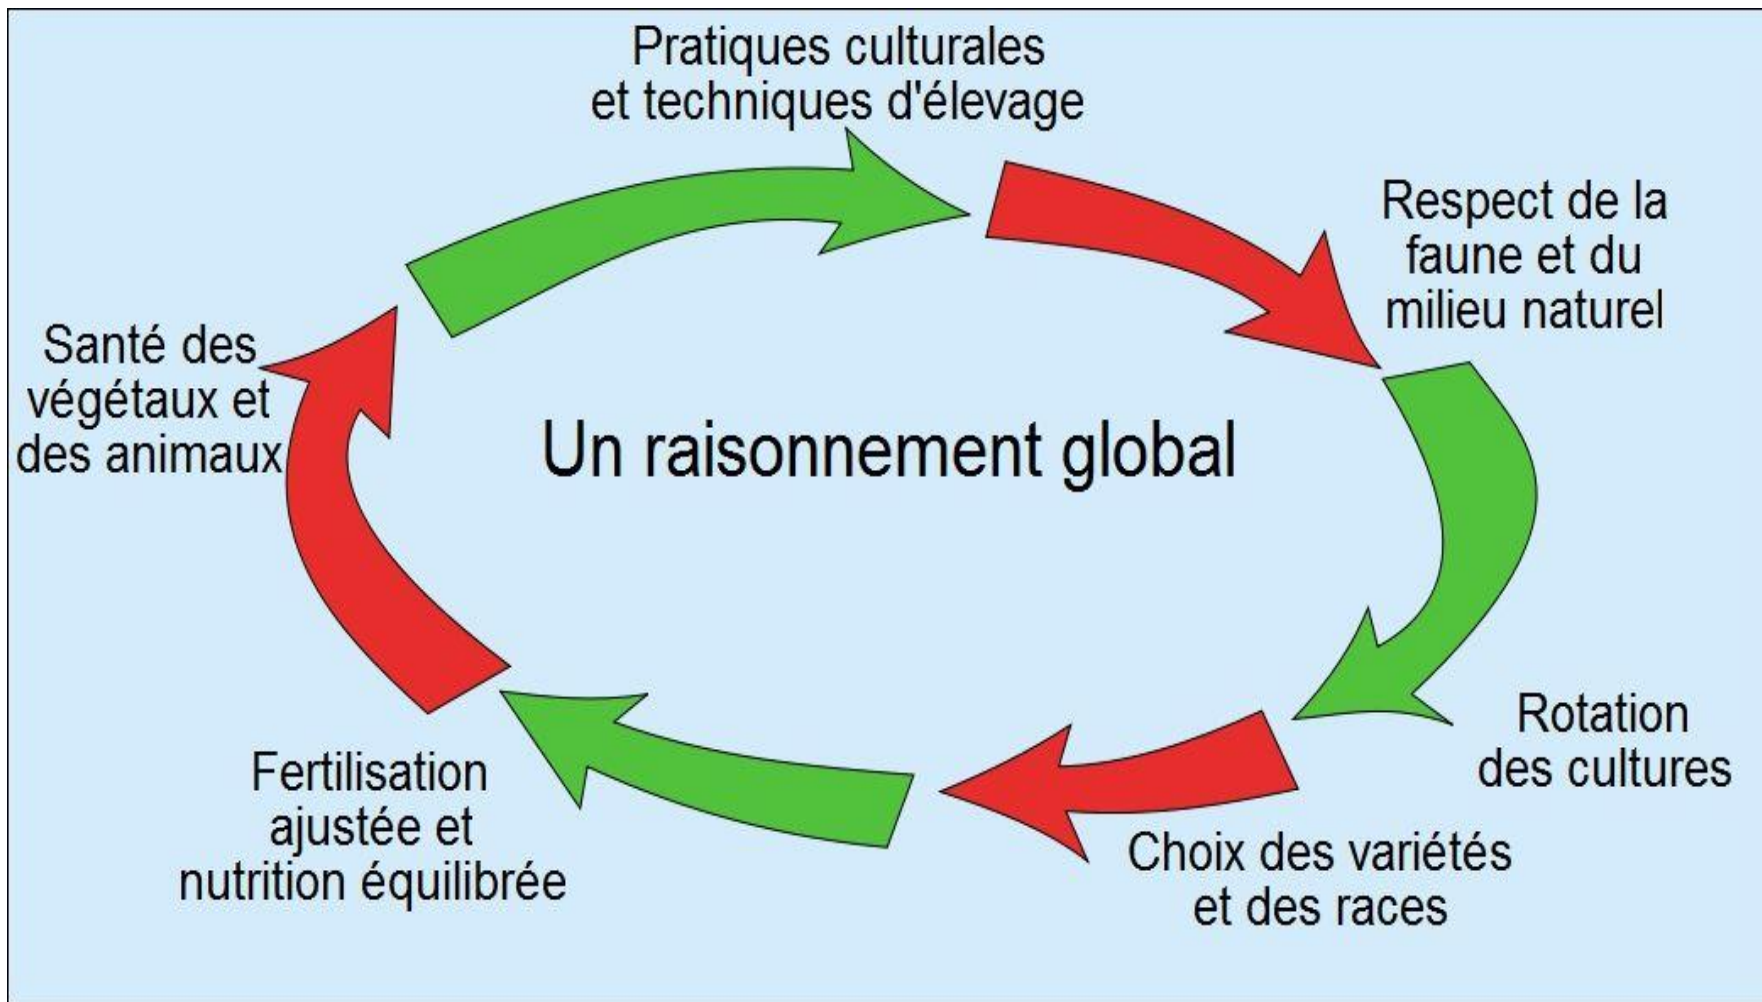 Pratiques culturales
et techniques d'élevage
Respect de la
faune et du
milieu naturel
Santé des
végétaux et
des animaux
Un raisonnement global
Rotation
des cultures
Fertilisation
ajustée et
nutrition équilibrée
Choix des variétés
et des races